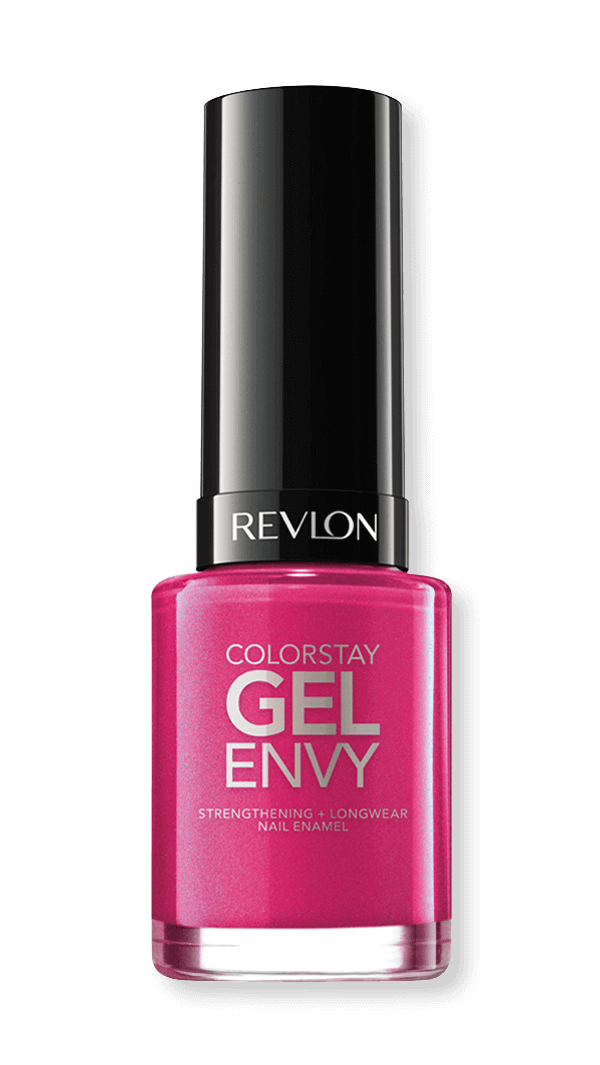 REVLON
COLORSTAY
GEL
ENVY
STRENGTHENING + LONGWEAR
NAIL ENAMEL